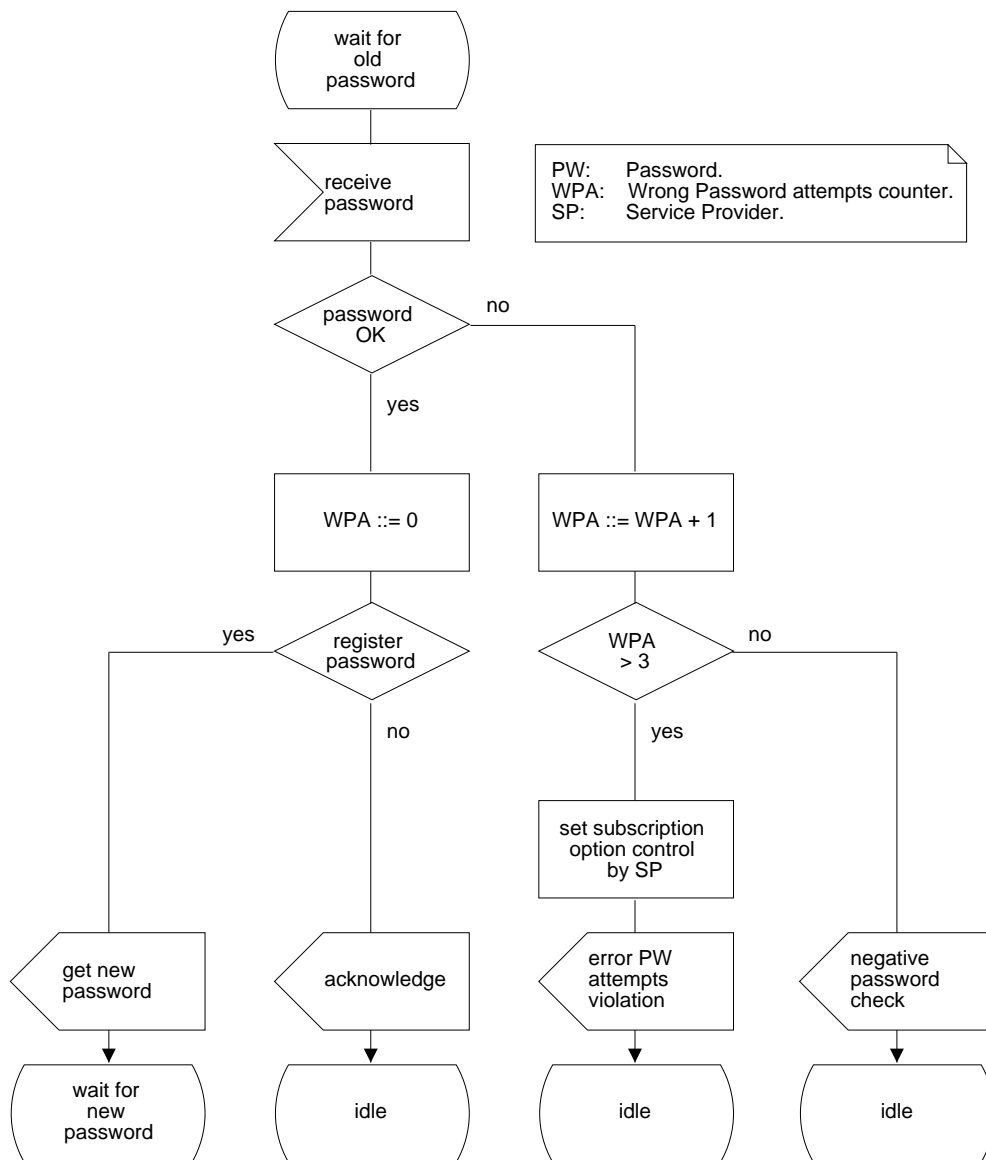 wait for
old
password
receive
password
PW: Password.
WPA: Wrong Password attempts counter.
SP: Service Provider.
password
OK
no
yes
WPA ::= 0
WPA ::= WPA + 1
yes
register
password
no
WPA
> 3
no
yes
set subscription
option control
by SP
get new
password
acknowledge
error PW
attempts
violation
negative
password
check
wait for
new
password
idle
idle
idle